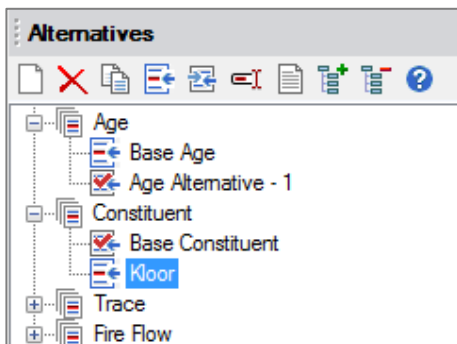 Alternatives
Age
Base Age
Age Alternative - 1
Constituent
Base Constituent
Kloor
Trace
Fire Flow